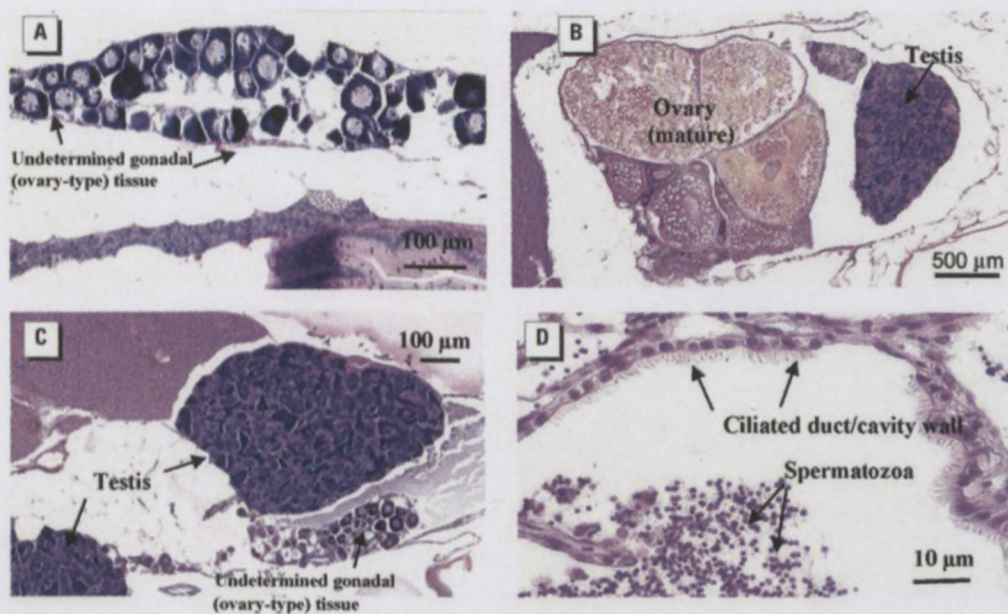 A
Undetermined gonadal
(ovary-type) tissue
100 µm
B
Testis
Ovary
(mature)
500 µm
C
100 µm
Testis
Undetermined gonadal
(ovary-type) tissue
D
Ciliated duct/cavity wall
Spermatozoa
10 µm